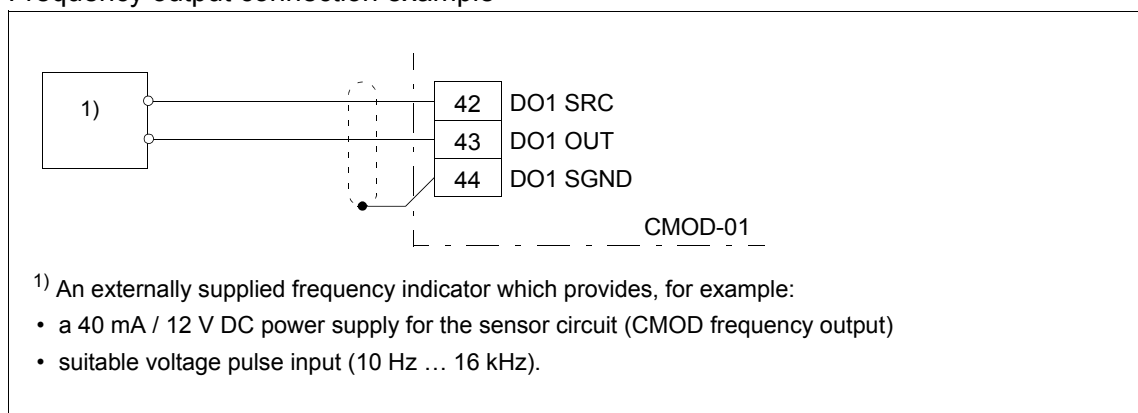 Frequency output connection example
1)
42 DO1 SRC
43 DO1 OUT
44 DO1 SGND
CMOD-01
1) An externally supplied frequency indicator which provides, for example:
• a 40 mA / 12 V DC power supply for the sensor circuit (CMOD frequency output)
• suitable voltage pulse input (10 Hz … 16 kHz).